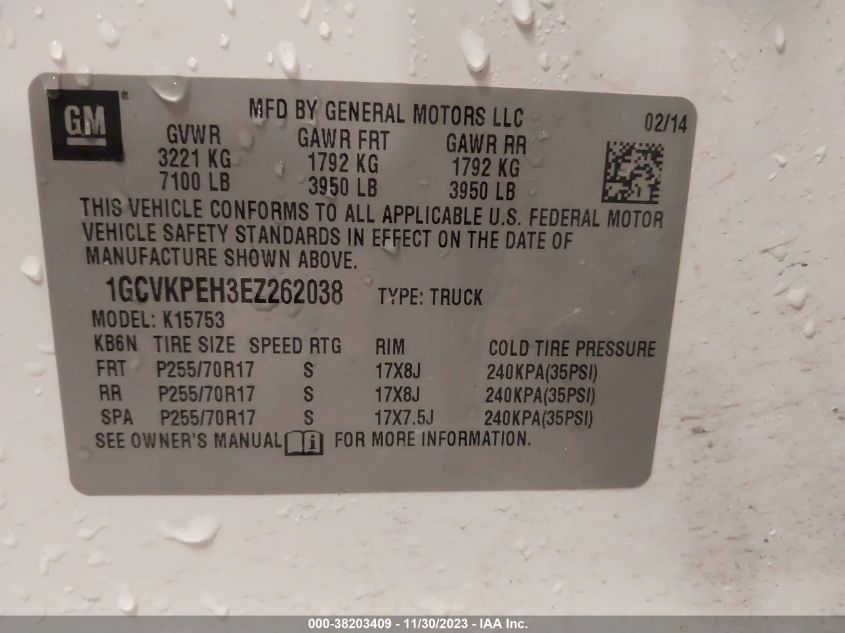 GM ®
MFD BY GENERAL MOTORS LLC 02/14
GVWR GAWR FRT GAWR RR
3221 KG 1792 KG 1792 KG
7100 LB 3950 LB 3950 LB
THIS VEHICLE CONFORMS TO ALL APPLICABLE U.S. FEDERAL MOTOR
VEHICLE SAFETY STANDARDS IN EFFECT ON THE DATE OF
MANUFACTURE SHOWN ABOVE.
1GCVKPEH3EZ262038 TYPE: TRUCK
MODEL: K15753
KB6N TIRE SIZE SPEED RTG RIM COLD TIRE PRESSURE
FRT P255/70R17 S 17X8J 240KPA(35PSI)
RR P255/70R17 S 17X8J 240KPA(35PSI)
SPA P255/70R17 S 17X7.5J 240KPA(35PSI)
SEE OWNER'S MANUAL i FOR MORE INFORMATION.
000-38203409 - 11/30/2023 - IAA Inc.